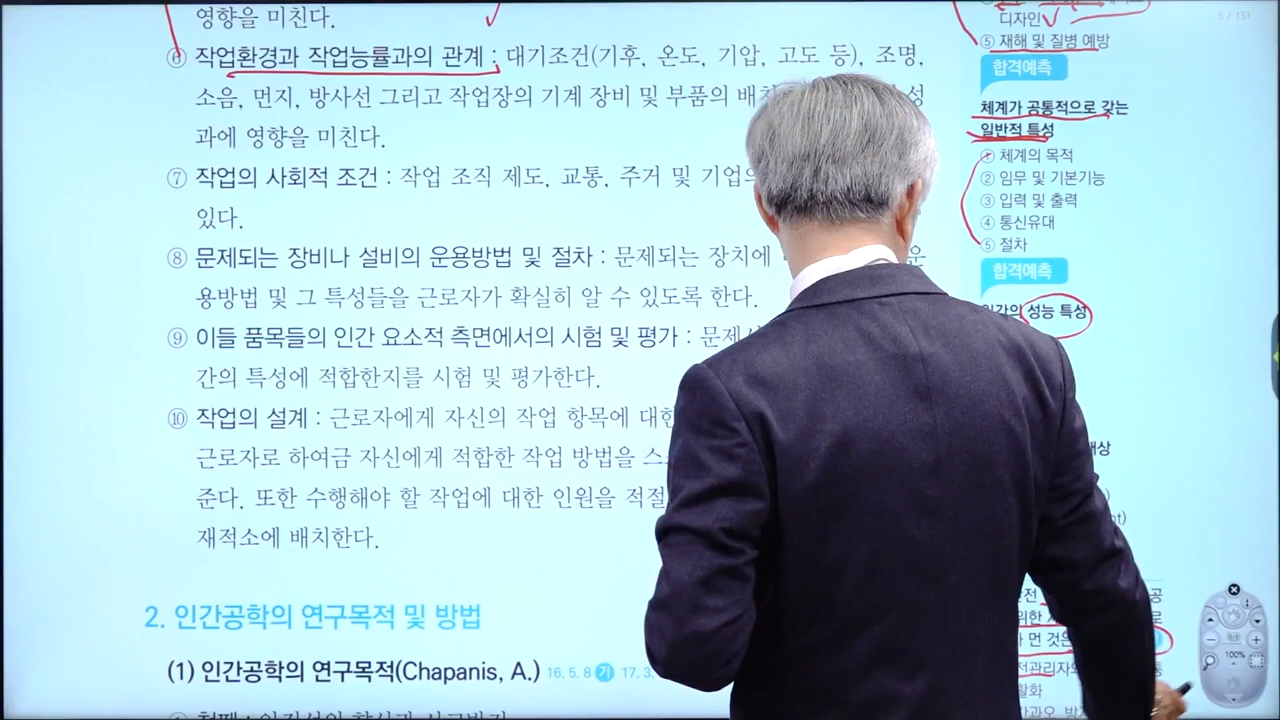 영향을 미친다.
⑥ 작업환경과 작업능률과의 관계 : 대기조건(기후, 온도, 기압, 고도 등), 조명,
소음, 먼지, 방사선 그리고 작업장의 기계 장비 및 부품의 배치 성
과에 영향을 미친다.
⑦ 작업의 사회적 조건 : 작업 조직 제도, 교통, 주거 및 기업의
있다.
⑧ 문제되는 장비나 설비의 운용방법 및 절차 : 문제되는 장치에 운
용방법 및 그 특성들을 근로자가 확실히 알 수 있도록 한다.
⑨ 이들 품목들의 인간 요소적 측면에서의 시험 및 평가 :
간의 특성에 적합한지를 시험 및 평가한다.
⑩ 작업의 설계 : 근로자에게 자신의 작업 항목에 대한
근로자로 하여금 자신에게 적합한 작업 방법을
준다. 또한 수행해야 할 작업에 대한 인원을
재적소에 배치한다.
2. 인간공학의 연구목적 및 방법
(1) 인간공학의 연구목적(Chapanis, A.) 16. 5. 8 기 17. 3.
디자인
⑤ 재해 및 질병 예방
합격예측
체계가 공통적으로 갖는
일반적 특성
① 체계의 목적
② 임무 및 기본기능
③ 입력 및 출력
④ 통신유대
⑤ 절차
합격예측
인간의 성능 특성
먼 것은
5 / 151
100%